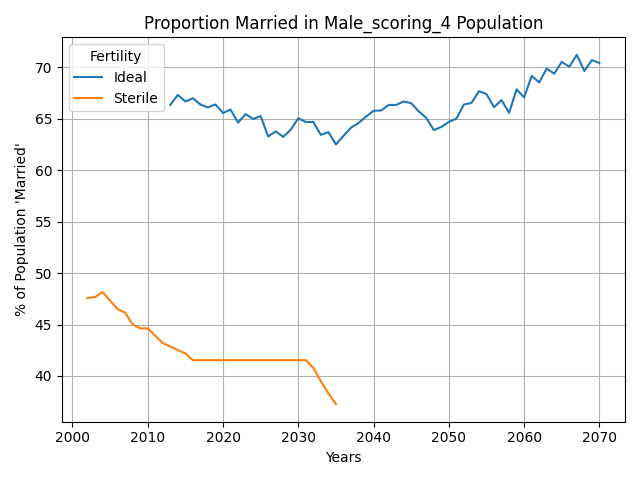 Proportion Married in Male_scoring_4 Population
Fertility
Ideal
Sterile
% of Population 'Married'
70
65
60
55
50
45
40
2000 2010 2020 2030 2040 2050 2060 2070
Years